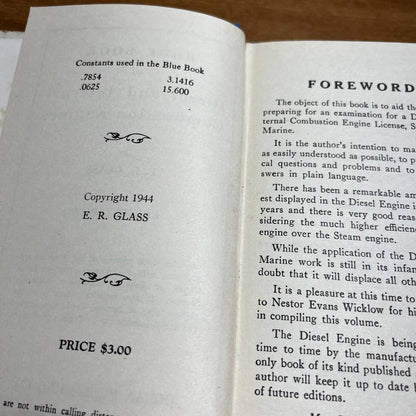 Constants used in the Blue Book
.7854 3.1416
.0625 15.600
Copyright 1944
E. R. GLASS
PRICE $3.00
are not within calling
FOREWORD
The object of this book is to aid the
preparing for an examination for a D
ternal Combustion Engine License, S
Marine.
It is the author's intention to ma
as easily understood as possible, to p
cal questions and problems and to
swers in plain language.
There has been a remarkable am
est displayed in the Diesel Engine i
years and there is very good reas
sidering the much higher efficien
engine over the Steam engine.
While the application of the D
Marine work is still in its infan
doubt that it will displace all oth
It is a pleasure at this time to
to Nestor Evans Wicklow for hi
in compiling this volume.
The Diesel Engine is being
time to time by the manufactu
only book of its kind published
author will keep it up to date b
of future editions.